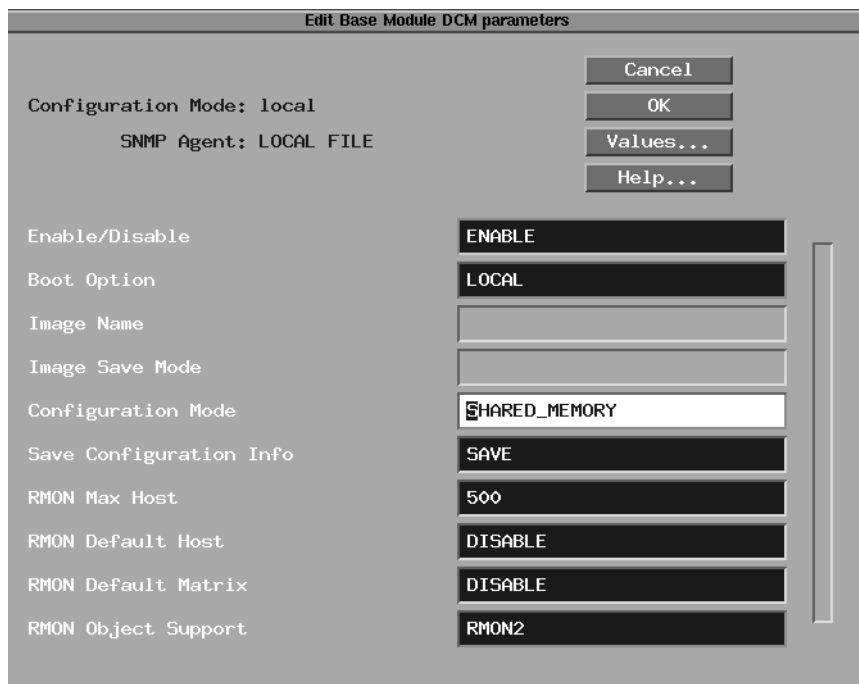 Edit Base Module DCM parameters
Cancel
Configuration Mode: local
OK
SNMP Agent: LOCAL FILE
Values...
Help...
Enable/Disable ENABLE
Boot Option LOCAL
Image Name
Image Save Mode
Configuration Mode SHARED_MEMORY
Save Configuration Info SAVE
RMON Max Host 500
RMON Default Host DISABLE
RMON Default Matrix DISABLE
RMON Object Support RMON2